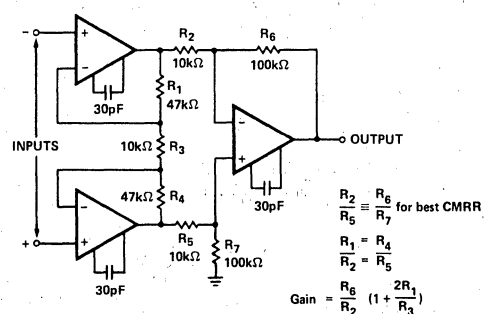 R2
10kΩ
R6
100kΩ
−
+
−
30pF
R1
47kΩ
INPUTS
10kΩ R3
−
+
OUTPUT
30pF
47kΩ R4
−
+
+
R5
10kΩ
R7
100kΩ
30pF
R2/R5 ≡ R6/R7 for best CMRR
R1/R2 = R4/R5
Gain = R6/R2 (1 + 2R1/R3)